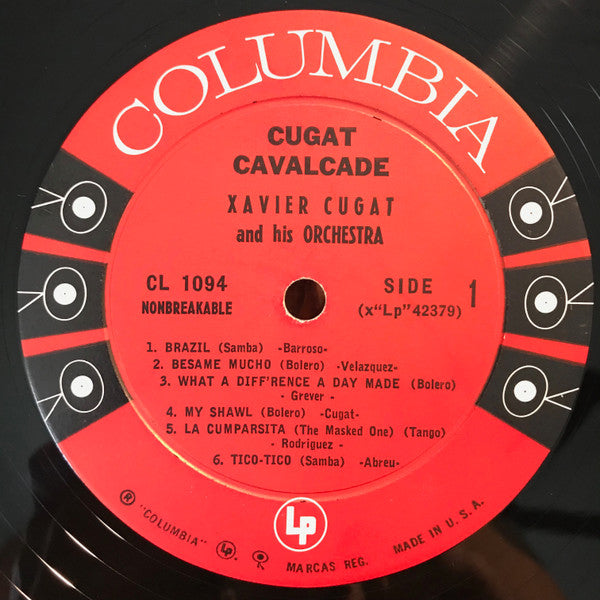 COLUMBIA
CUGAT
CAVALCADE
XAVIER CUGAT
and his ORCHESTRA
CL 1094
NONBREAKABLE
SIDE 1
(x"Lp"42379)
1. BRAZIL (Samba) -Barroso-
2. BESAME MUCHO (Bolero) -Velazquez-
3. WHAT A DIFF'RENCE A DAY MADE (Bolero)
- Grever -
4. MY SHAWL (Bolero) -Cugat-
5. LA CUMPARSITA (The Masked One) (Tango)
- Rodriguez -
6. TICO-TICO (Samba) -Abreu-
Lp
® "COLUMBIA" Lp MARCAS REG. MADE IN U.S.A.